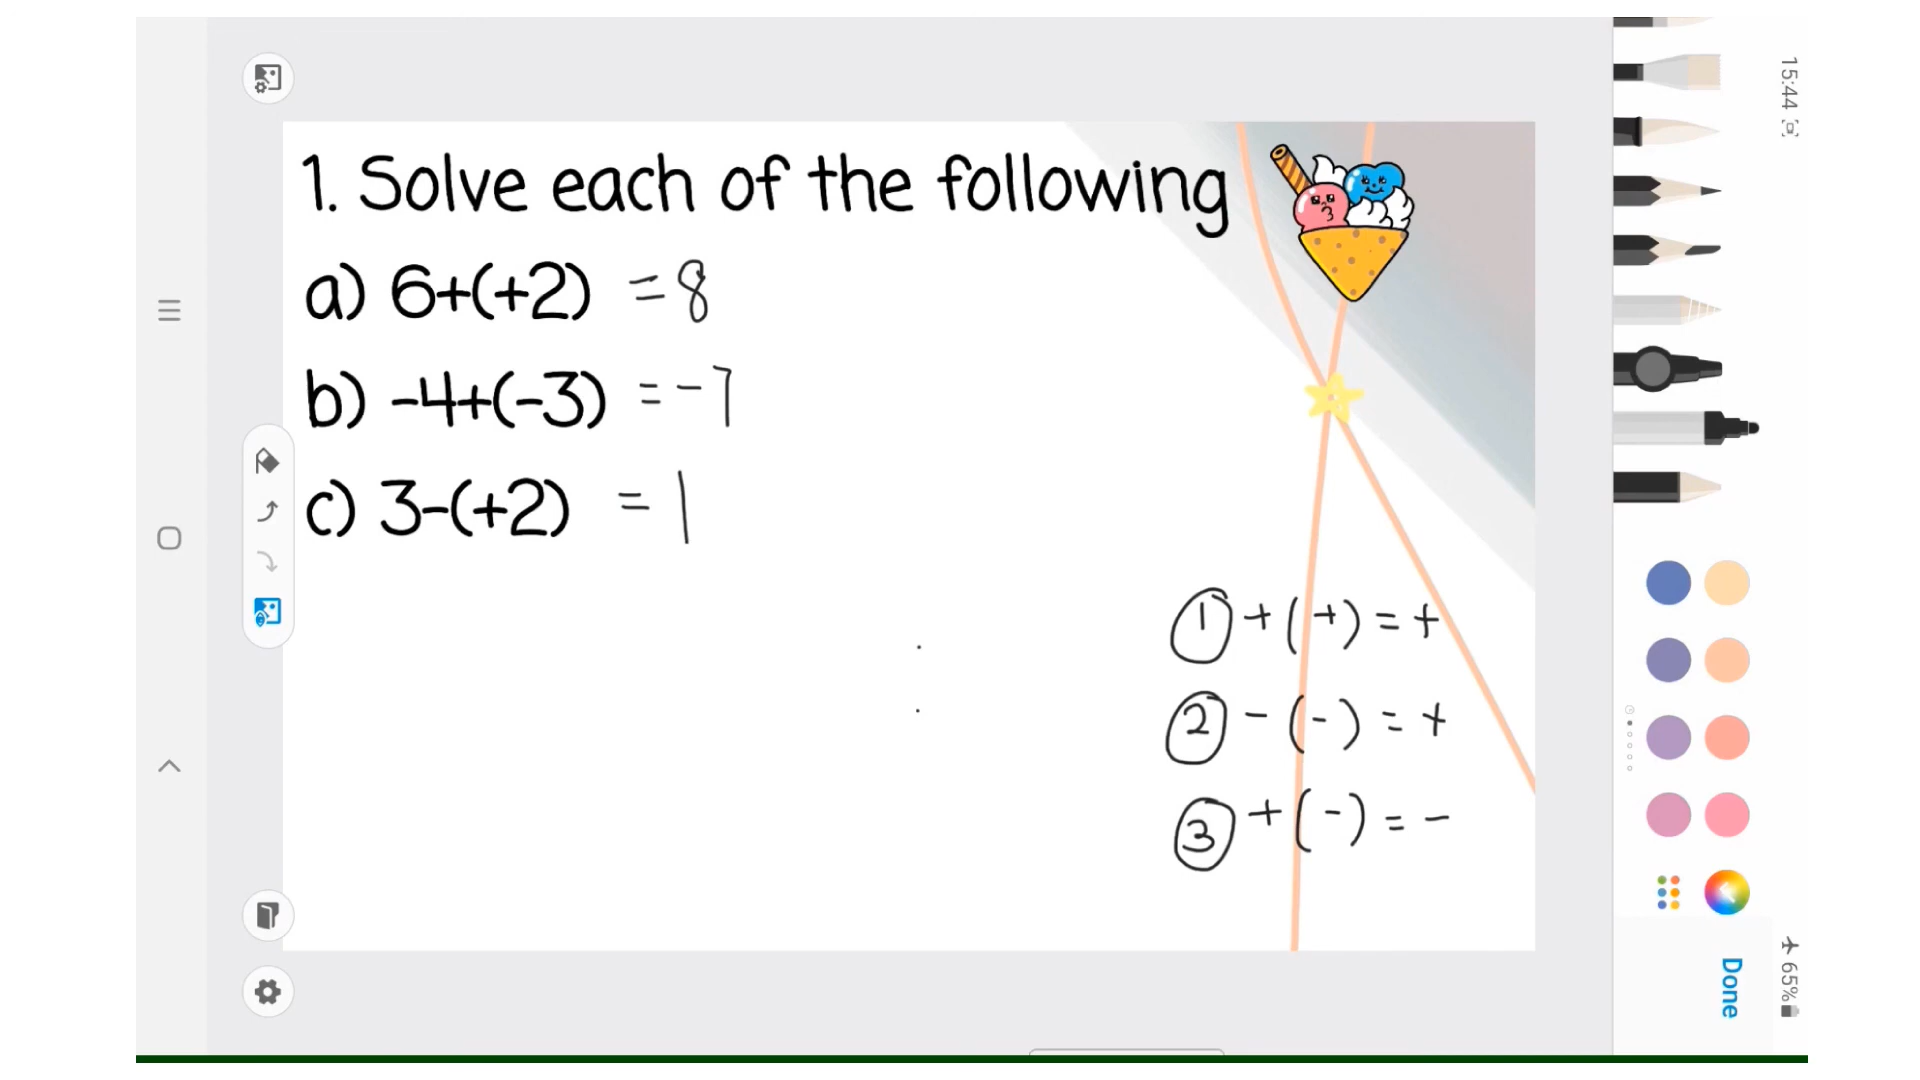 1. Solve each of the following
a) 6+(+2) = 8
b) -4+(-3) = -7
c) 3-(+2) = 1
1 +(+) = +
2 -(-) = +
3 +(-) = -
15:44
65%
Done